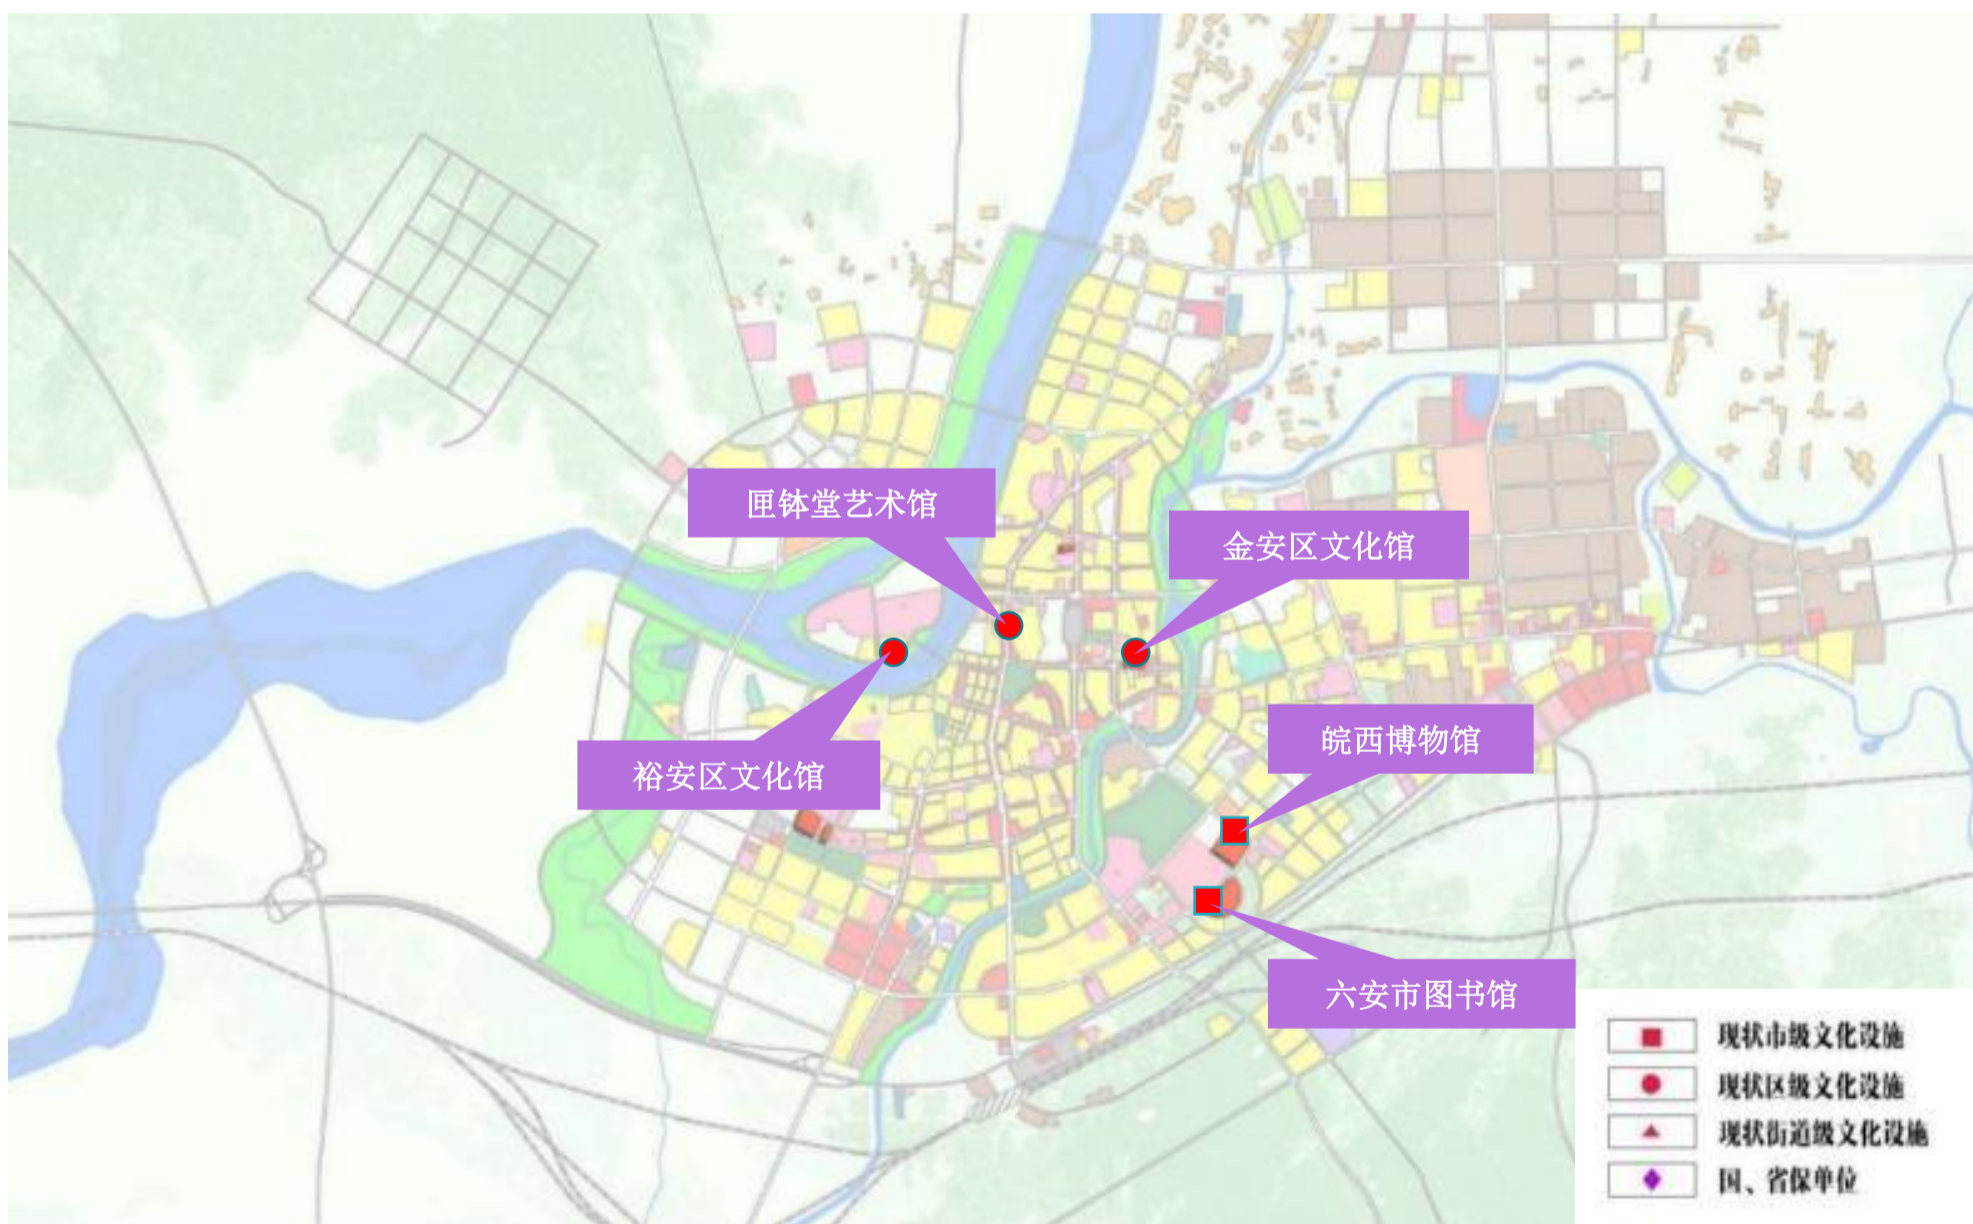 匣钵堂艺术馆
金安区文化馆
皖西博物馆
裕安区文化馆
六安市图书馆
现状市级文化设施
现状区级文化设施
现状街道级文化设施
国、省保单位